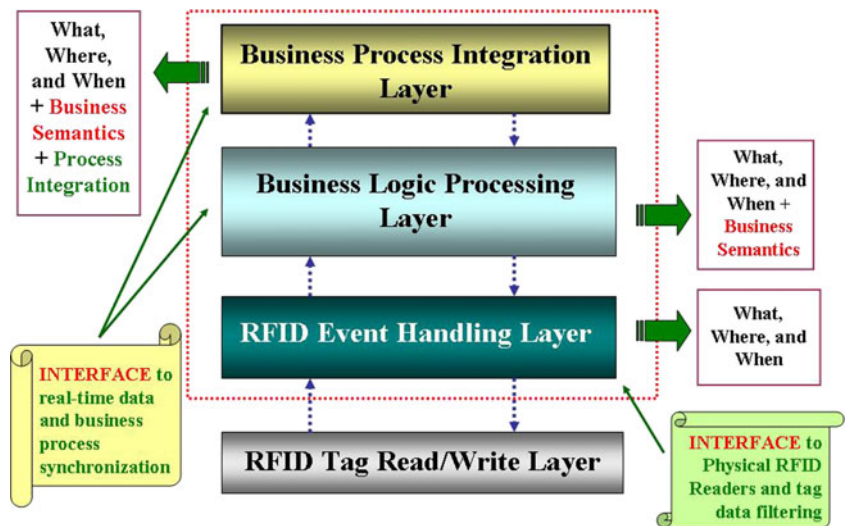 What,
Where,
and When
+ Business
Semantics
+ Process
Integration
Business Process Integration
Layer
Business Logic Processing
Layer
What,
Where, and
When +
Business
Semantics
RFID Event Handling Layer
What,
Where, and
When
INTERFACE to
real-time data
and business
process
synchronization
RFID Tag Read/Write Layer
INTERFACE to
Physical RFID
Readers and tag
data filtering